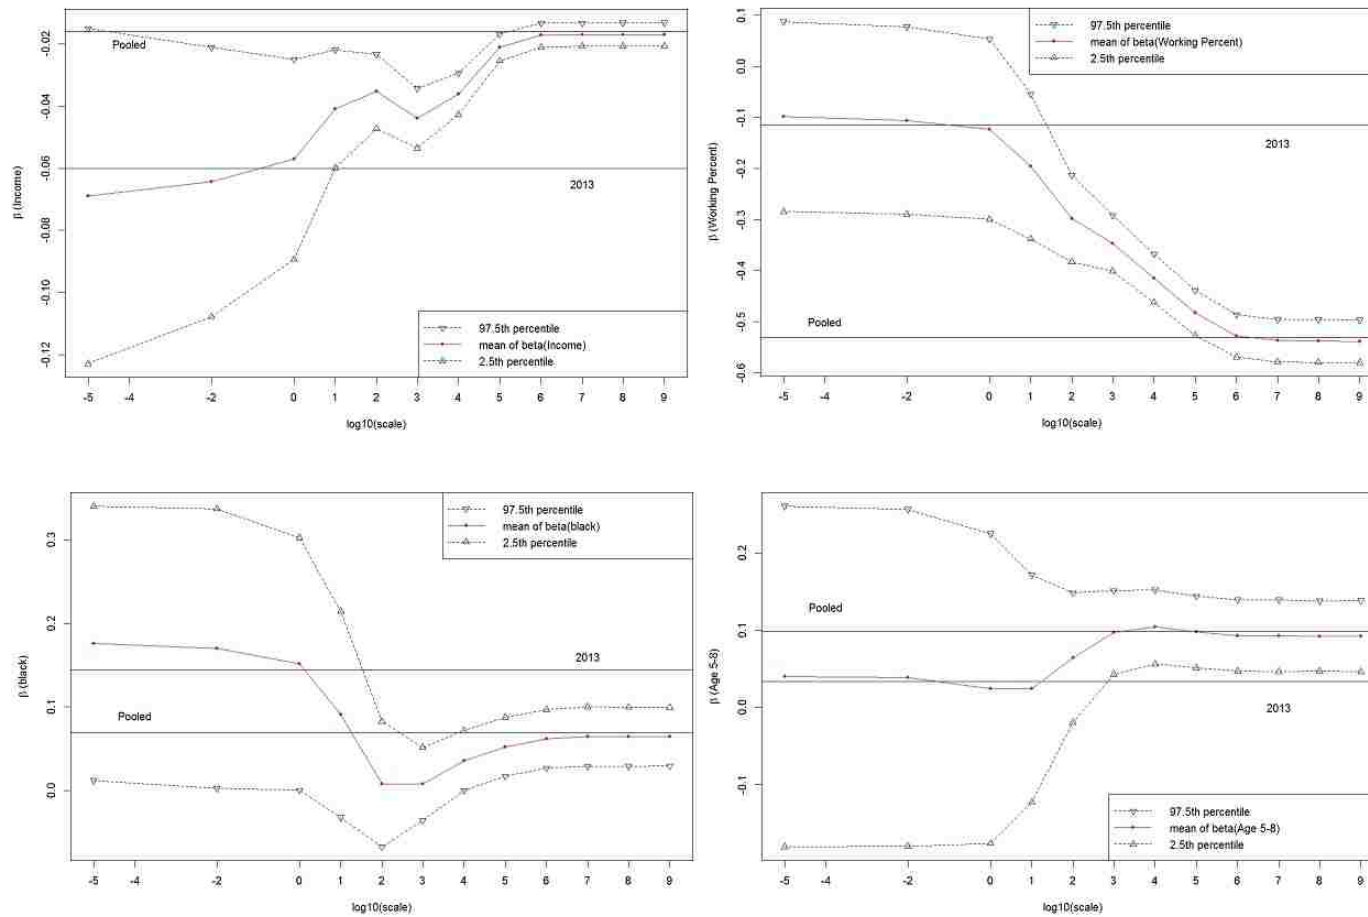 Pooled
2013
β (Income)
-0.02
-0.04
-0.06
-0.08
-0.10
-0.12
97.5th percentile
mean of beta(Income)
2.5th percentile
-5 -2 0 1 2 3 4 5 6 7 8 9
log10(scale)
97.5th percentile
mean of beta(Working Percent)
2.5th percentile
2013
Pooled
β (Working Percent)
0.1
0.0
-0.1
-0.2
-0.3
-0.4
-0.5
-0.6
-5 -2 0 1 2 3 4 5 6 7 8 9
log10(scale)
97.5th percentile
mean of beta(black)
2.5th percentile
2013
Pooled
β (black)
0.3
0.2
0.1
0.0
-5 -2 0 1 2 3 4 5 6 7 8 9
log10(scale)
Pooled
2013
β (Age 5-8)
0.2
0.1
0.0
-0.1
97.5th percentile
mean of beta(Age 5-8)
2.5th percentile
-5 -2 0 1 2 3 4 5 6 7 8 9
log10(scale)